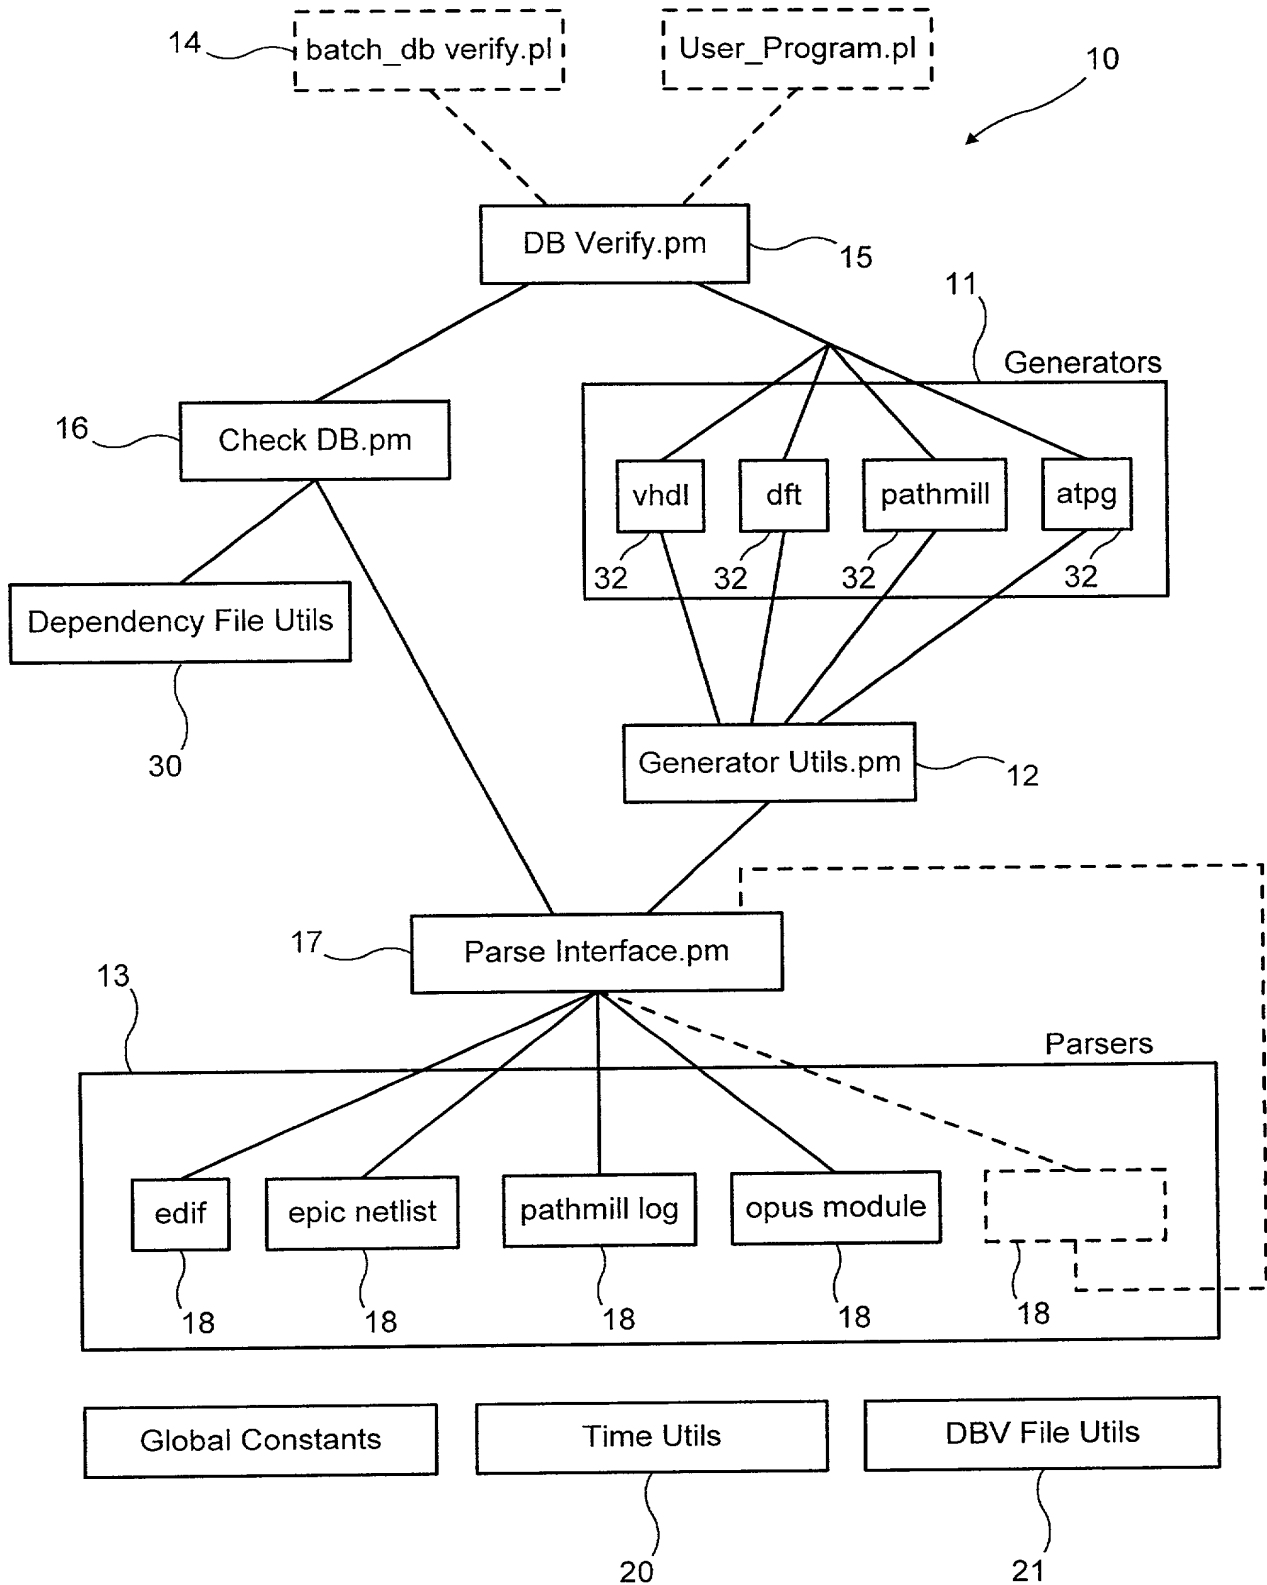 14
batch_db verify.pl
User_Program.pl
10
DB Verify.pm
15
11
Generators
16
Check DB.pm
vhdl
dft
pathmill
atpg
32
32
32
32
Dependency File Utils
30
Generator Utils.pm
12
17
Parse Interface.pm
13
Parsers
edif
epic netlist
pathmill log
opus module
18
18
18
18
18
Global Constants
Time Utils
DBV File Utils
20
21